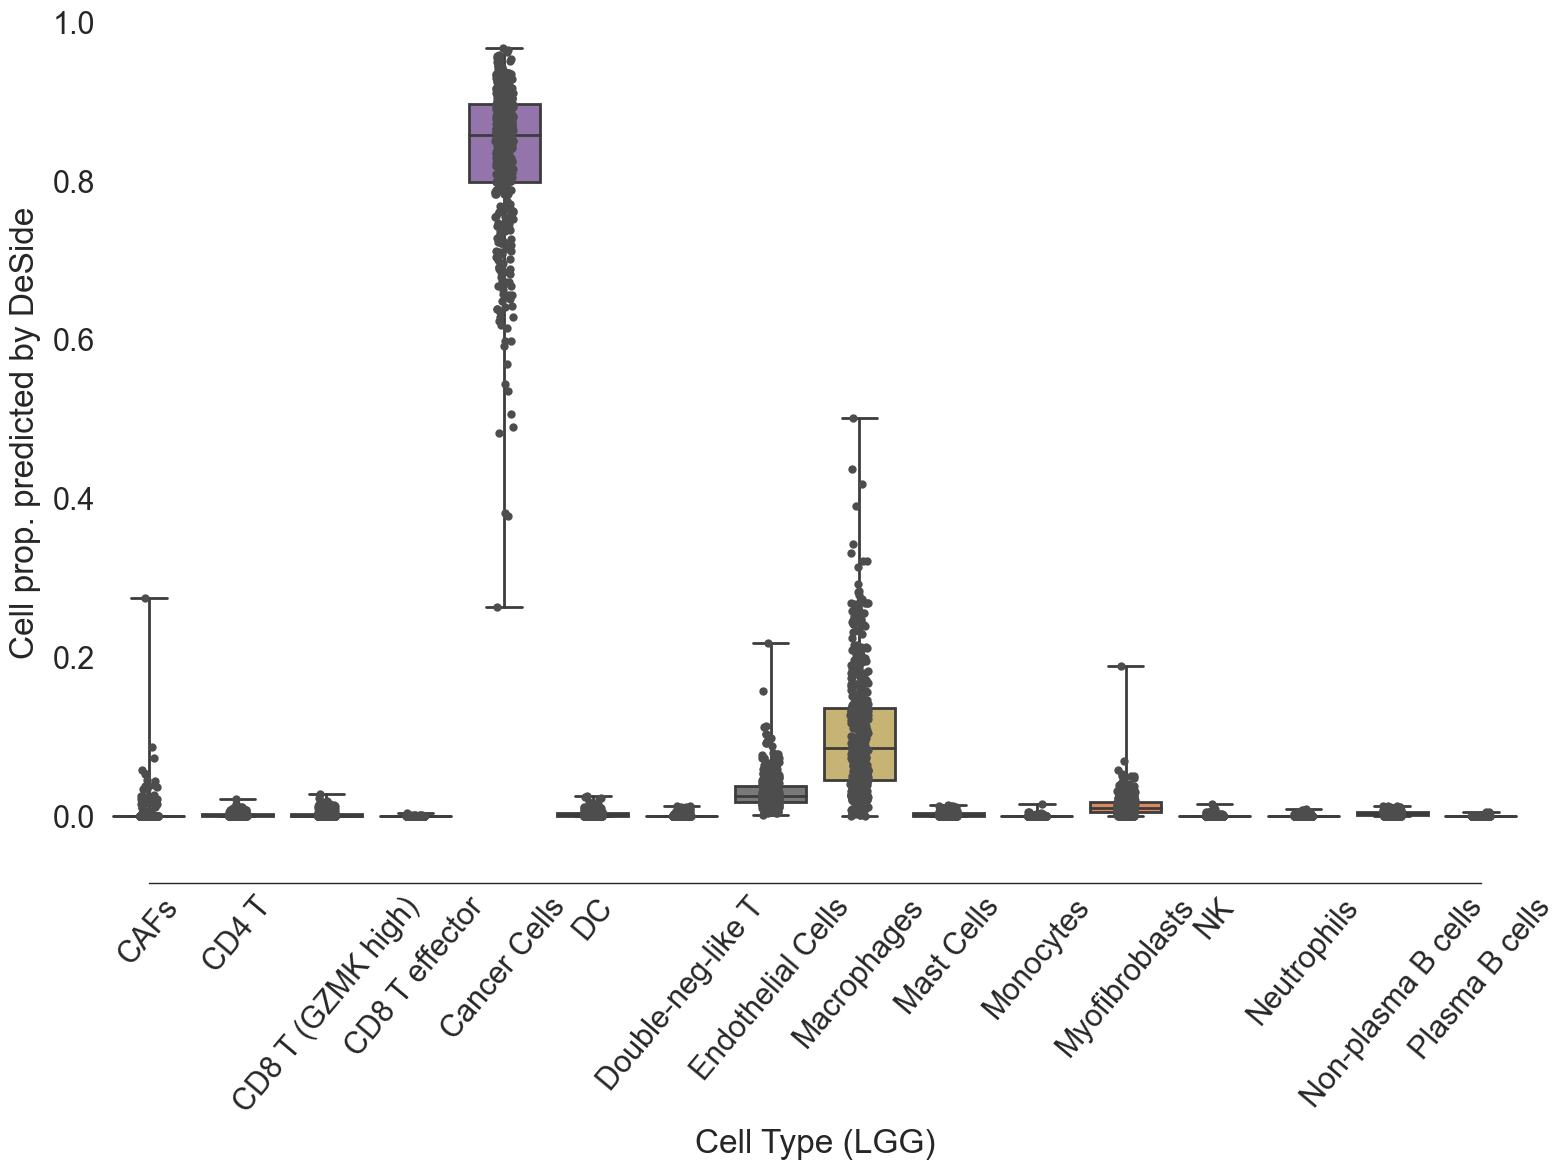 1.0
0.8
0.6
0.4
0.2
0.0
Cell prop. predicted by DeSide
CAFs
CD4 T
CD8 T (GZMK high)
CD8 T effector
Cancer Cells
DC
Double-neg-like T
Endothelial Cells
Macrophages
Mast Cells
Monocytes
Myofibroblasts
NK
Neutrophils
Non-plasma B cells
Plasma B cells
Cell Type (LGG)